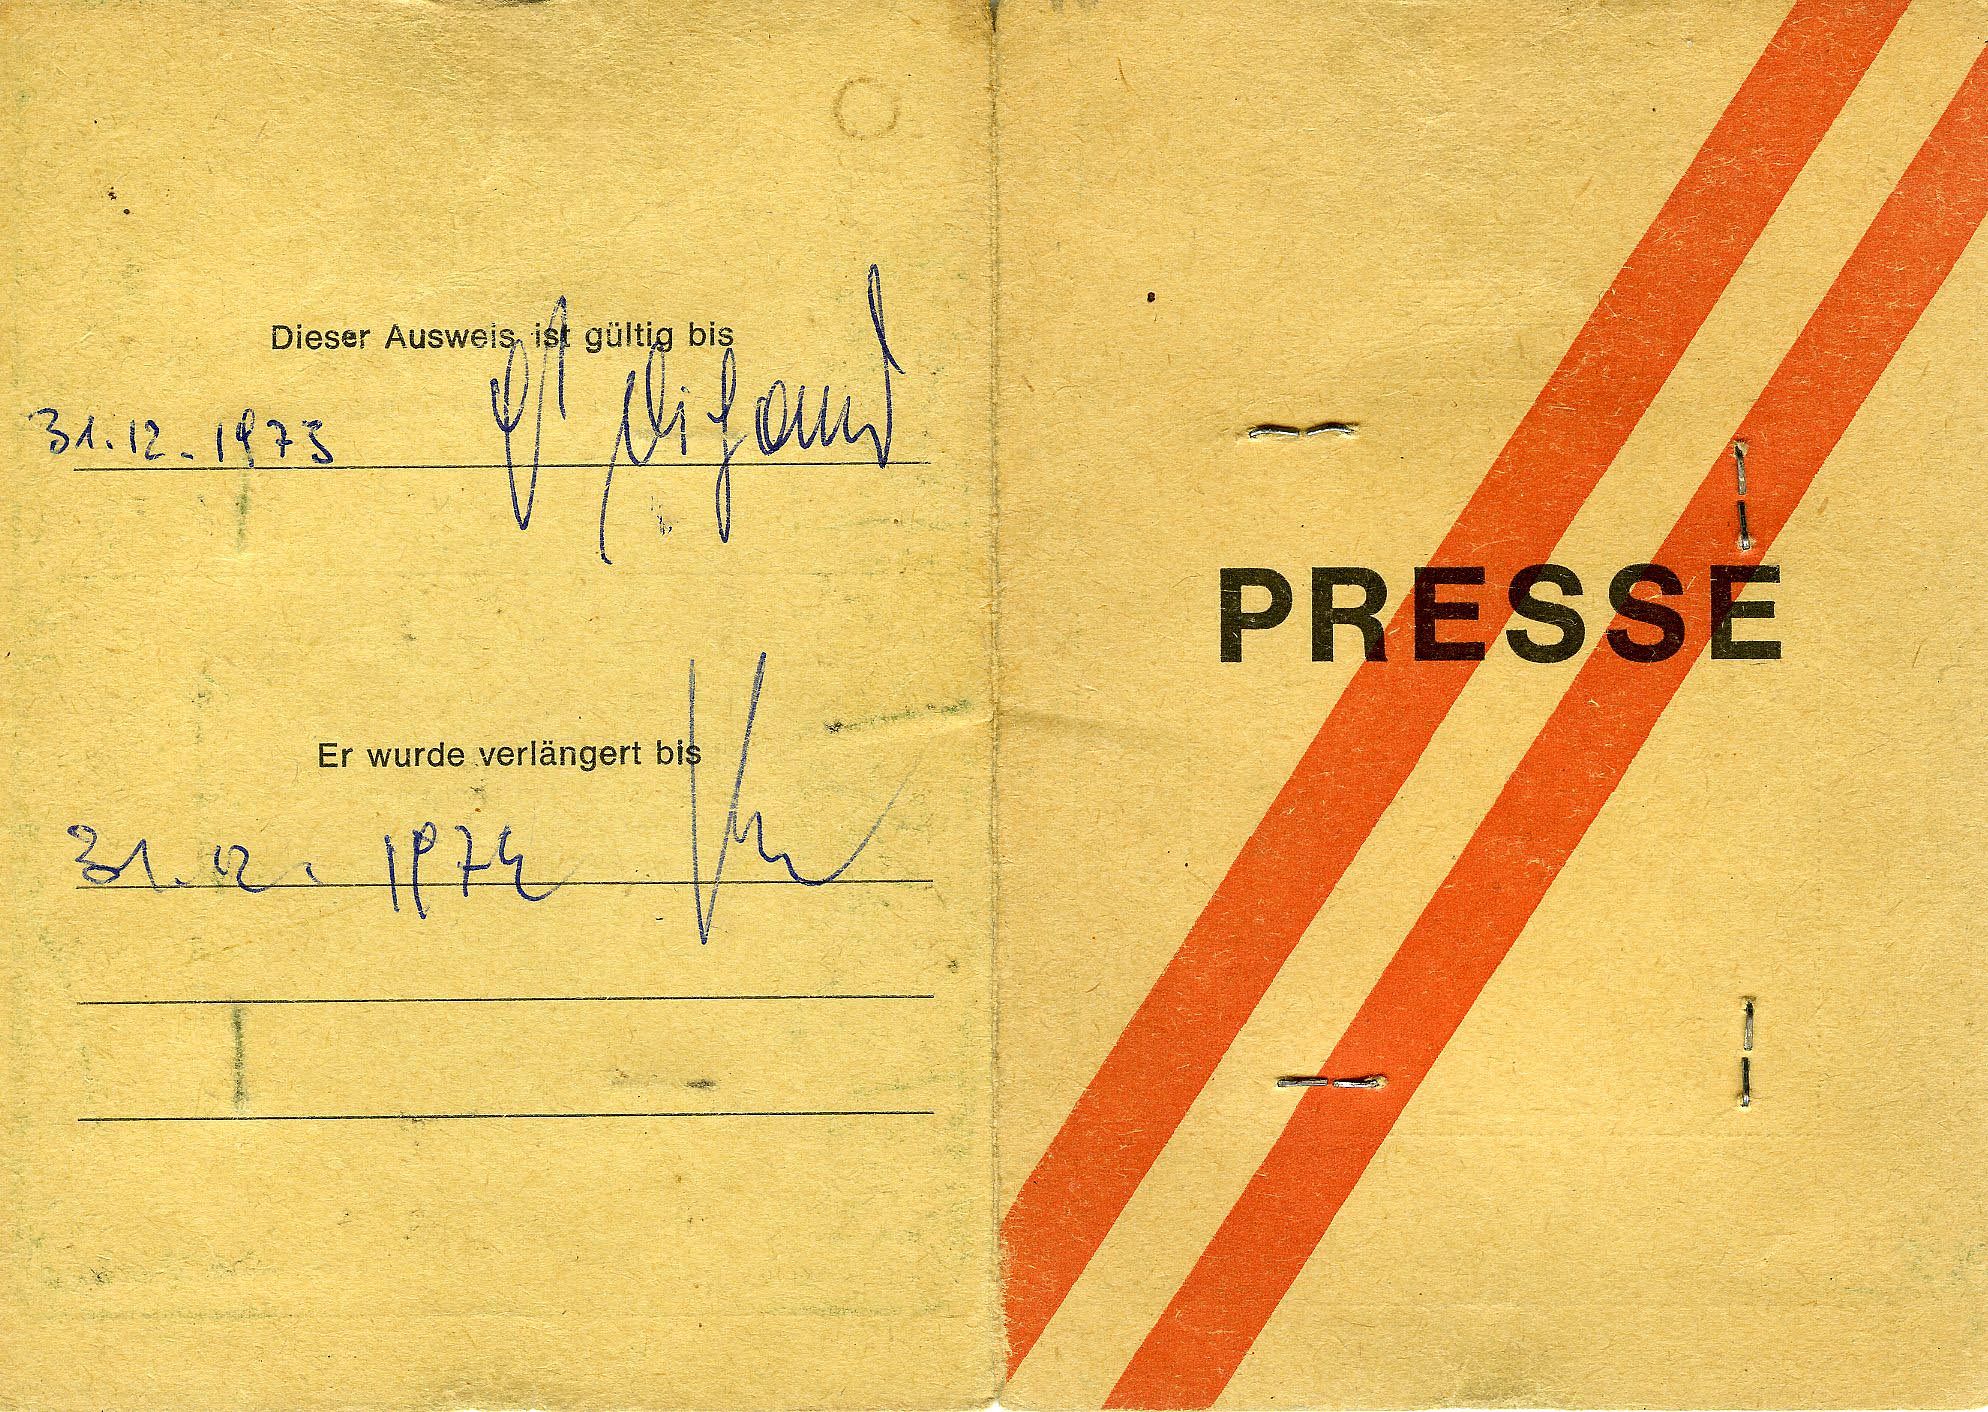 Dieser Ausweis ist gültig bis
31.12.1973
Er wurde verlängert bis
31.12.1974
PRESSE